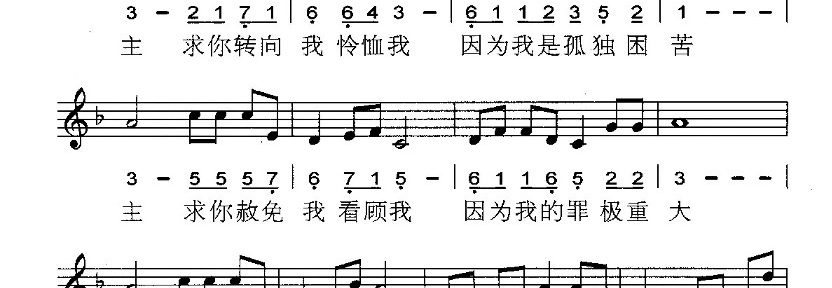 3 - 2 1 7 1 | 6 6 4 3 - | 6 1 1 2 3 5 2 | 1 - - - |
主 求你转向 我 怜恤我 因为我是孤独困苦
3 - 5 5 5 7 | 6 7 1 5 - | 6 1 1 6 5 2 2 | 3 - - - |
主 求你赦免 我 看顾我 因为我的罪极重大